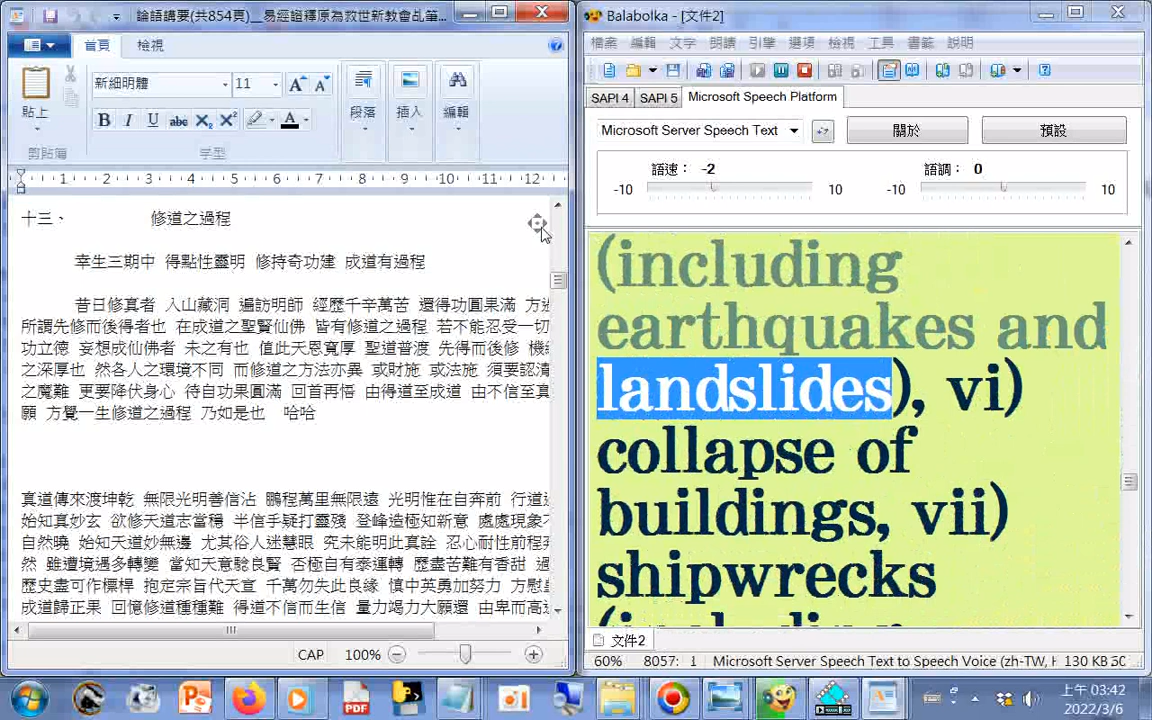 論語講要(共854頁)__易經證釋原為救世新教會乩筆...
首頁
檢視
貼上
剪貼簿
新細明體
11
字型
段落
插入
編輯
1 2 3 4 5 6 7 8 9 10 11 12
十三、 修道之過程
幸生三期中 得點性靈明 修持奇功建 成道有過程
昔日修真者 入山藏洞 遍訪明師 經歷千辛萬苦 還得功圓果滿 方
所謂先修而後得者也 在成道之聖賢仙佛 皆有修道之過程 若不能忍受一切
功立德 妄想成仙佛者 未之有也 值此天恩寬厚 聖道普渡 先得而後修
之深厚也 然各人之環境不同 而修道之方法亦異 或財施 或法施 須要認清
之魔難 更要降伏身心 待自功果圓滿 回首再悟 由得道至成道 由不信至真
願 方覺一生修道之過程 乃如是也 哈哈
真道傳來渡坤乾 無限光明善信沾 鵬程萬里無限遠 光明惟在自奔前 行道
始知真妙玄 欲修天道志當穩 半信乎疑打靈殘 登峰造極知新意 處處現象
自然曉 始知天道妙無邊 尤其俗人迷慧眼 究未能明此真詮 忍心耐性前程
然 雖遭境遇多轉變 當知天意驗良賢 否極自有泰運轉 歷盡苦難有香甜
歷史盡可作標桿 抱定宗旨代天宣 千萬勿失此良緣 慎中英勇加努力 方慰
成道歸正果 回憶修道種種難 得道不信而生信 量力竭力大願還 由卑而高
CAP 100%
Balabolka - [文件2]
檔案 編輯 文字 朗讀 引擎 選項 檢視 工具 書籤 說明
SAPI 4 SAPI 5 Microsoft Speech Platform
Microsoft Server Speech Text
關於
預設
語速： -2
語調： 0
-10 10 -10 10
(including
earthquakes and
landslides), vi)
collapse of
buildings, vii)
shipwrecks
文件2
60% 8057: 1 Microsoft Server Speech Text to Speech Voice (zh-TW, 130 KB
上午 03:42
2022/3/6